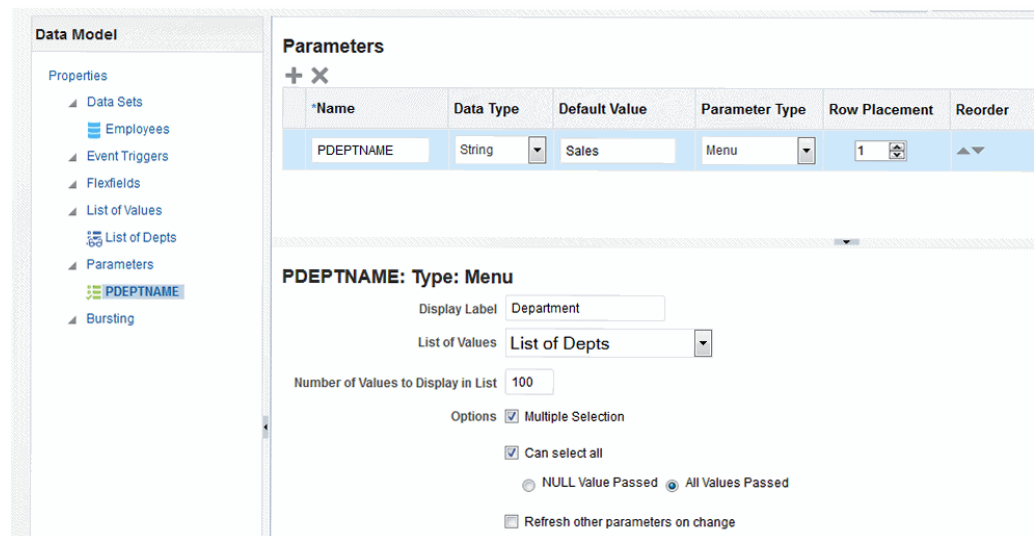 Data Model
Properties
Data Sets
Employees
Event Triggers
Flexfields
List of Values
List of Depts
Parameters
PDEPTNAME
Bursting
Parameters
*Name Data Type Default Value Parameter Type Row Placement Reorder
PDEPTNAME String Sales Menu 1
PDEPTNAME: Type: Menu
Display Label Department
List of Values List of Depts
Number of Values to Display in List 100
Options Multiple Selection
Can select all
NULL Value Passed All Values Passed
Refresh other parameters on change